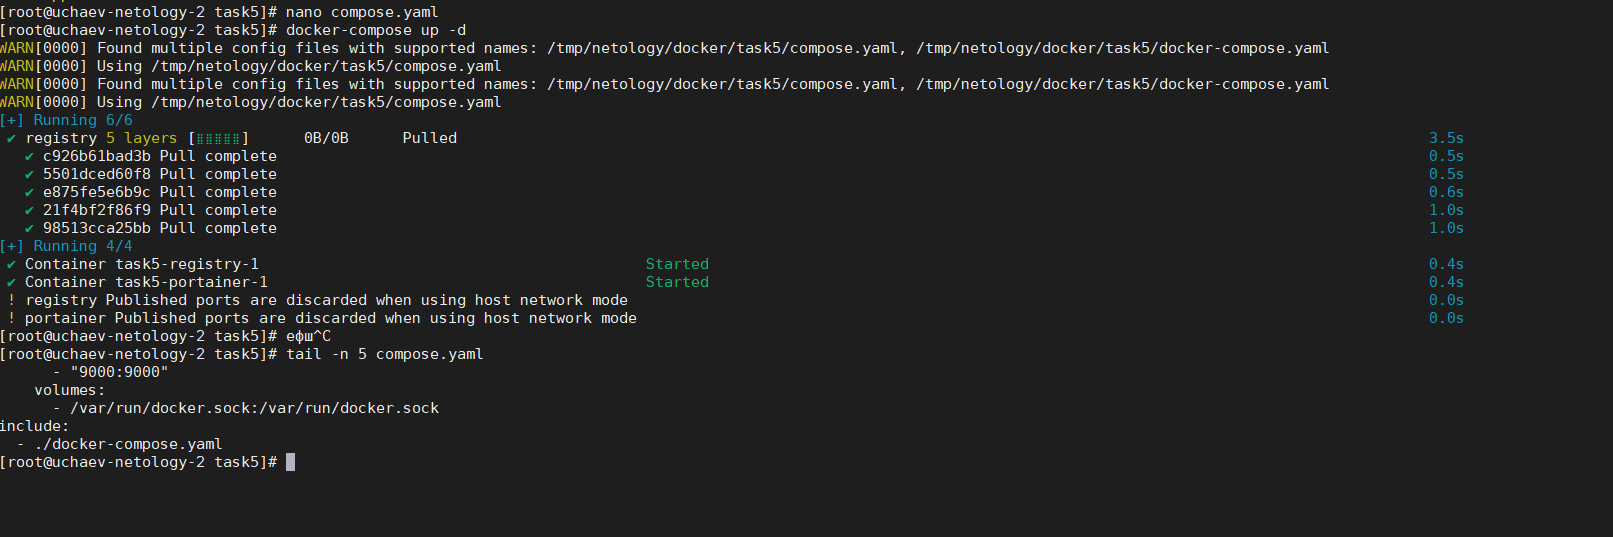 [root@uchaev-netology-2 task5]# nano compose.yaml
[root@uchaev-netology-2 task5]# docker-compose up -d
WARN[0000] Found multiple config files with supported names: /tmp/netology/docker/task5/compose.yaml, /tmp/netology/docker/task5/docker-compose.yaml
WARN[0000] Using /tmp/netology/docker/task5/compose.yaml
WARN[0000] Found multiple config files with supported names: /tmp/netology/docker/task5/compose.yaml, /tmp/netology/docker/task5/docker-compose.yaml
WARN[0000] Using /tmp/netology/docker/task5/compose.yaml
[+] Running 6/6
✔ registry 5 layers [⣿⣿⣿⣿⣿] 0B/0B Pulled 3.5s
✔ c926b61bad3b Pull complete 0.5s
✔ 5501dced60f8 Pull complete 0.5s
✔ e875fe5e6b9c Pull complete 0.6s
✔ 21f4bf2f86f9 Pull complete 1.0s
✔ 98513cca25bb Pull complete 1.0s
[+] Running 4/4
✔ Container task5-registry-1 Started 0.4s
✔ Container task5-portainer-1 Started 0.4s
! registry Published ports are discarded when using host network mode 0.0s
! portainer Published ports are discarded when using host network mode 0.0s
[root@uchaev-netology-2 task5]# ефш^C
[root@uchaev-netology-2 task5]# tail -n 5 compose.yaml
- "9000:9000"
volumes:
- /var/run/docker.sock:/var/run/docker.sock
include:
- ./docker-compose.yaml
[root@uchaev-netology-2 task5]#